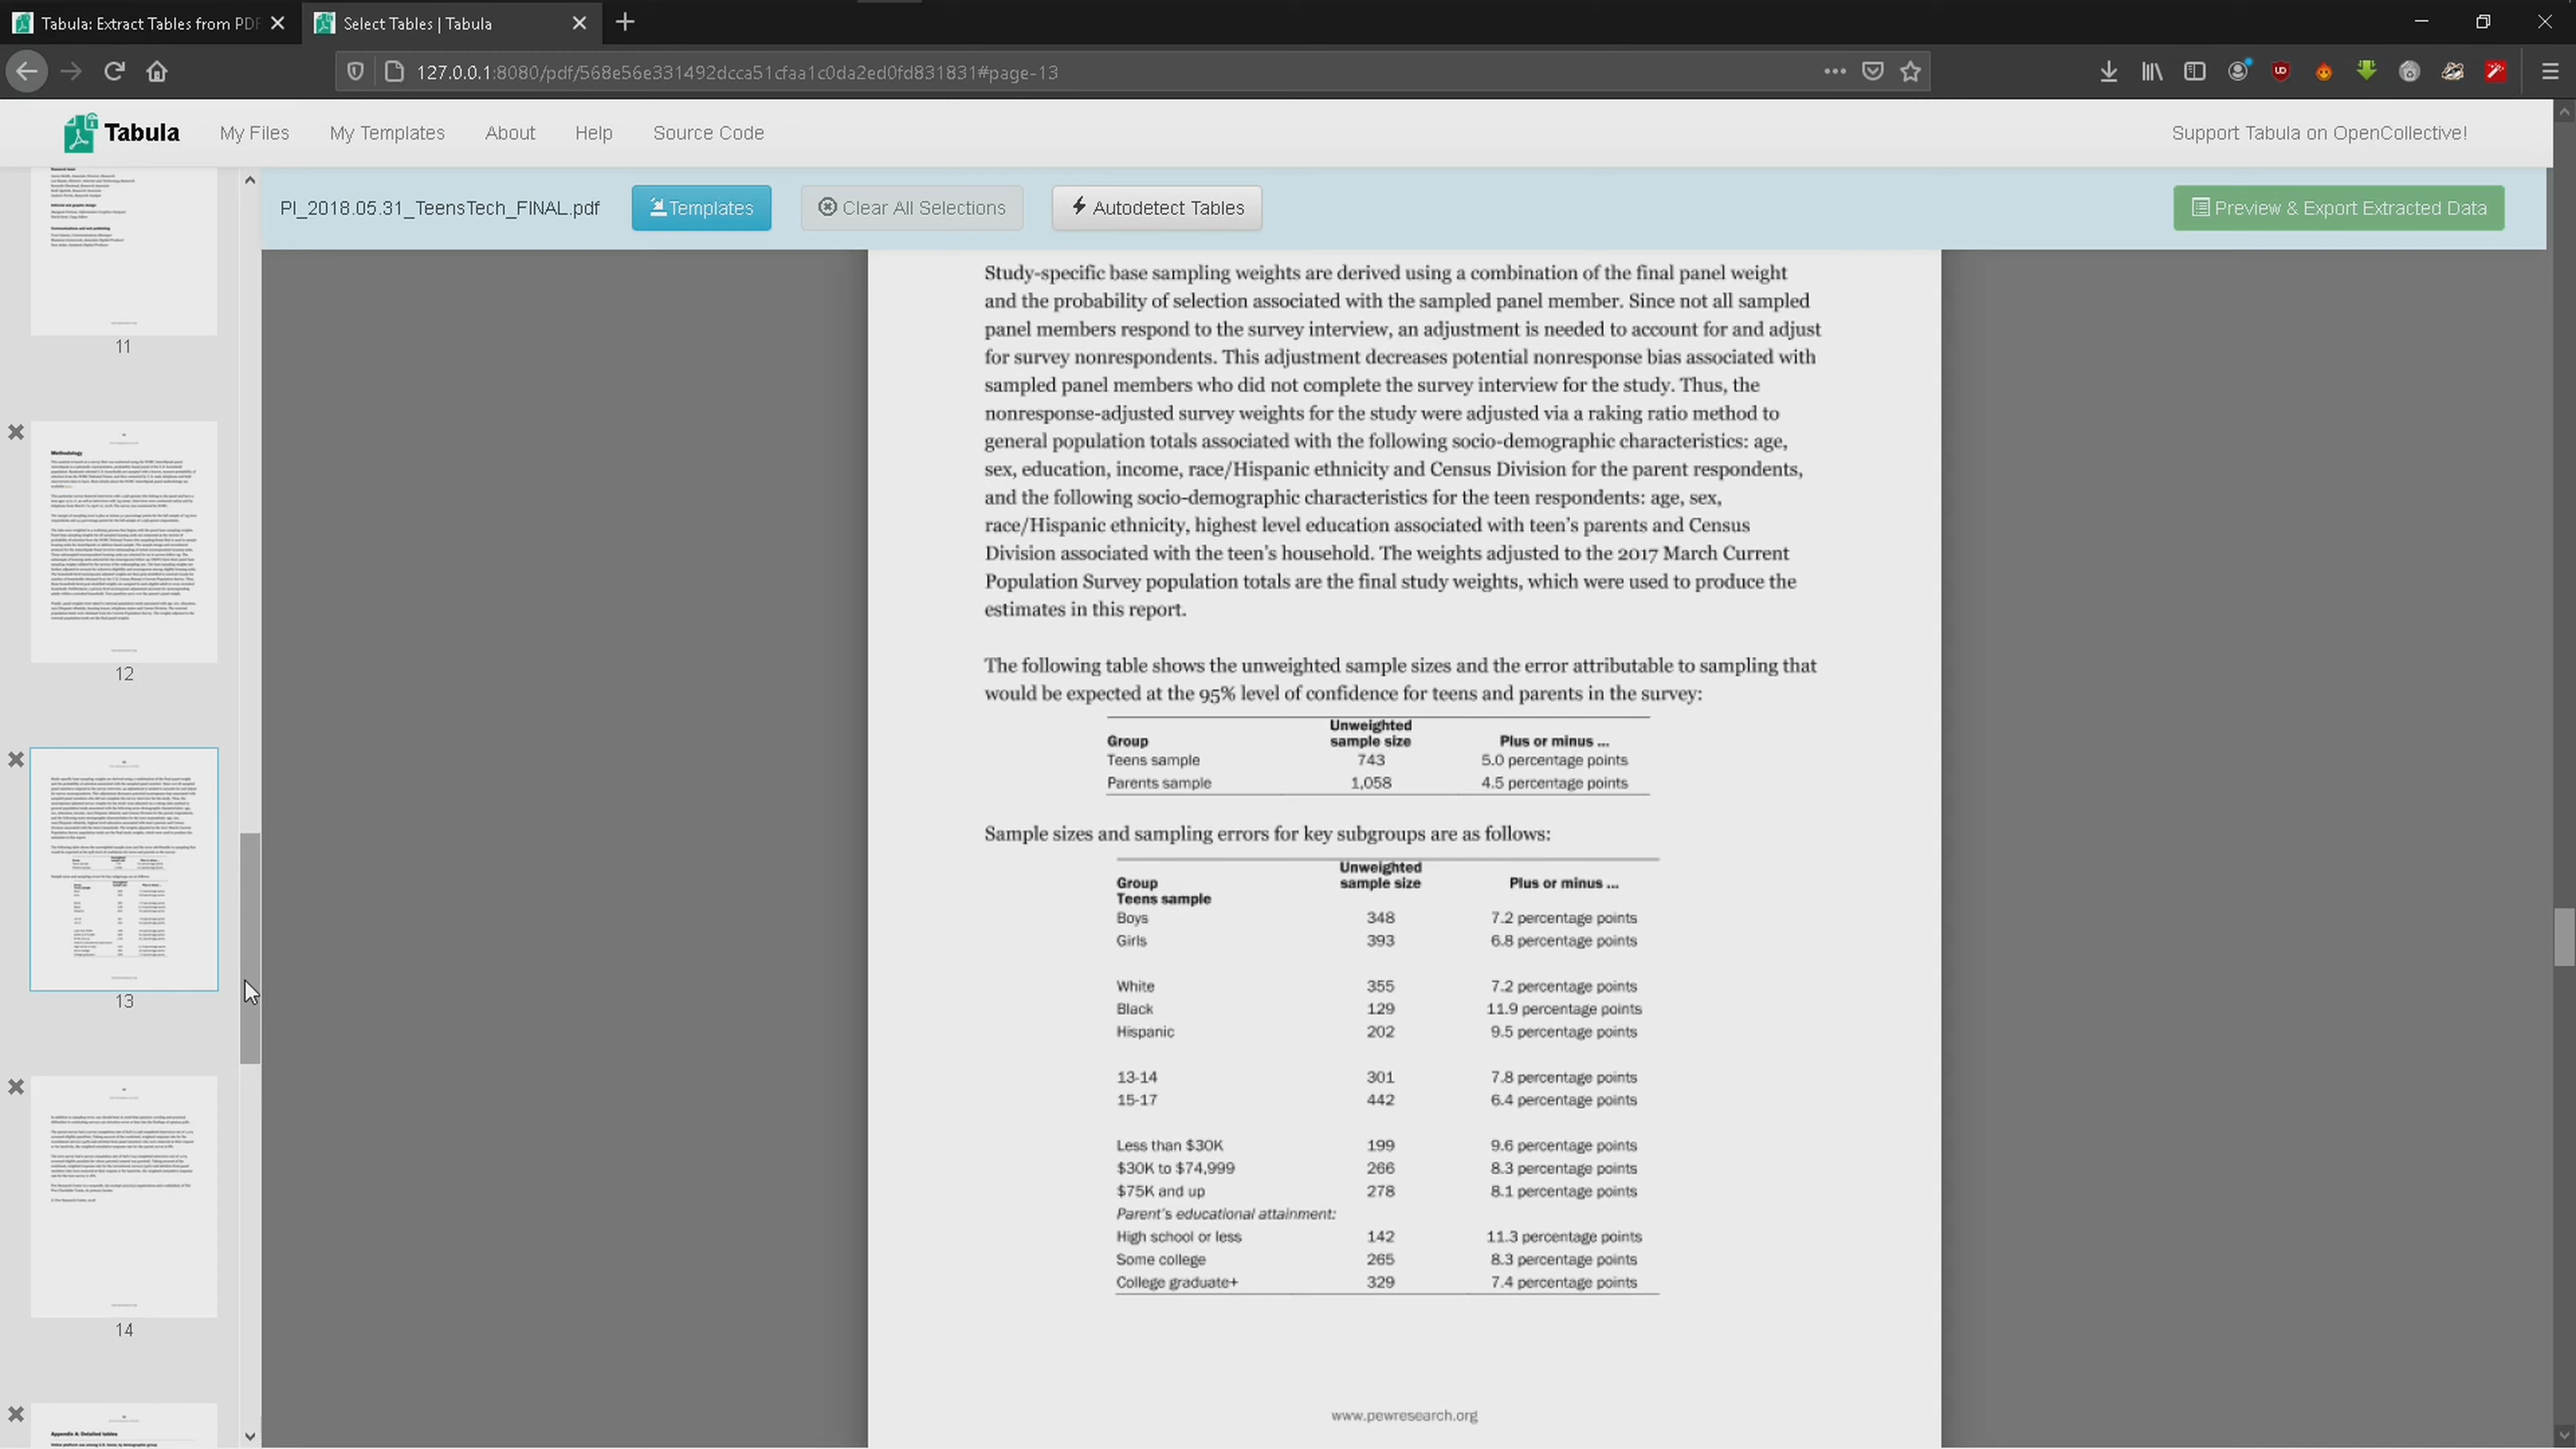 Tabula: Extract Tables from PDF
Select Tables | Tabula
127.0.0.1:8080/pdf/568e56e331492dcca51cfaa1c0da2ed0fd831831#page-13
Tabula My Files My Templates About Help Source Code Support Tabula on OpenCollective!
PI_2018.05.31_TeensTech_FINAL.pdf Templates Clear All Selections Autodetect Tables Preview & Export Extracted Data
11
Methodology
12
13
14
Appendix A: Detailed tables
Study-specific base sampling weights are derived using a combination of the final panel weight
and the probability of selection associated with the sampled panel member. Since not all sampled
panel members respond to the survey interview, an adjustment is needed to account for and adjust
for survey nonrespondents. This adjustment decreases potential nonresponse bias associated with
sampled panel members who did not complete the survey interview for the study. Thus, the
nonresponse-adjusted survey weights for the study were adjusted via a raking ratio method to
general population totals associated with the following socio-demographic characteristics: age,
sex, education, income, race/Hispanic ethnicity and Census Division for the parent respondents,
and the following socio-demographic characteristics for the teen respondents: age, sex,
race/Hispanic ethnicity, highest level education associated with teen's parents and Census
Division associated with the teen's household. The weights adjusted to the 2017 March Current
Population Survey population totals are the final study weights, which were used to produce the
estimates in this report.
The following table shows the unweighted sample sizes and the error attributable to sampling that
would be expected at the 95% level of confidence for teens and parents in the survey:
Unweighted
Group sample size Plus or minus ...
Teens sample 743 5.0 percentage points
Parents sample 1,058 4.5 percentage points
Sample sizes and sampling errors for key subgroups are as follows:
Unweighted
Group sample size Plus or minus ...
Teens sample
Boys 348 7.2 percentage points
Girls 393 6.8 percentage points
White 355 7.2 percentage points
Black 129 11.9 percentage points
Hispanic 202 9.5 percentage points
13-14 301 7.8 percentage points
15-17 442 6.4 percentage points
Less than $30K 199 9.6 percentage points
$30K to $74,999 266 8.3 percentage points
$75K and up 278 8.1 percentage points
Parent's educational attainment:
High school or less 142 11.3 percentage points
Some college 265 8.3 percentage points
College graduate+ 329 7.4 percentage points
www.pewresearch.org